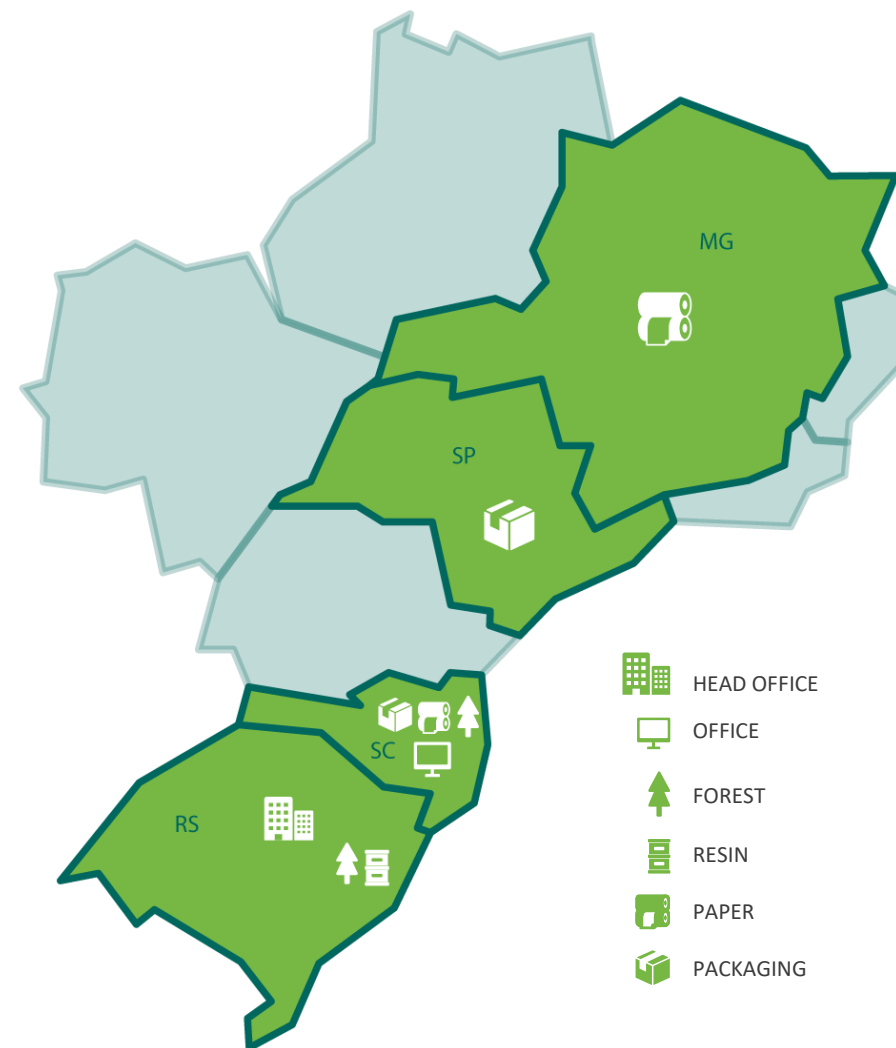 MG
SP
SC
RS
HEAD OFFICE
OFFICE
FOREST
RESIN
PAPER
PACKAGING